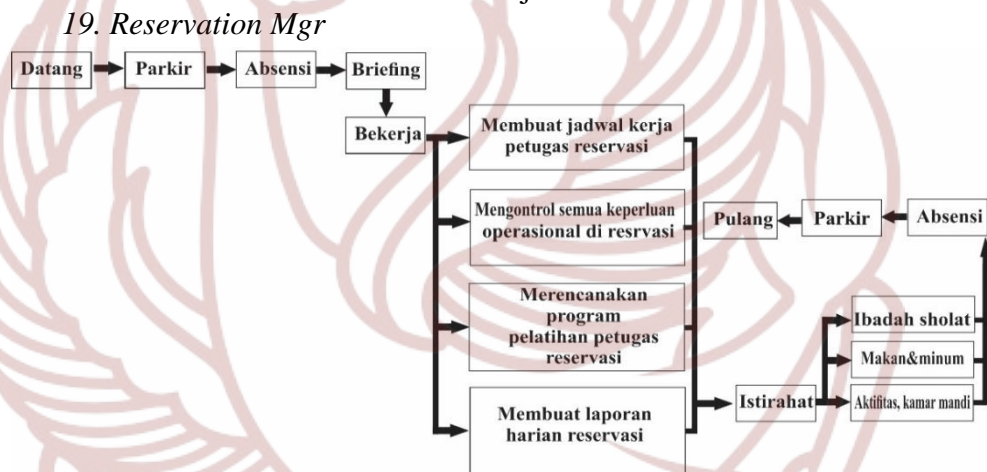 19. Reservation Mgr
Datang
Parkir
Absensi
Briefing
Bekerja
Membuat jadwal kerja
petugas reservasi
Mengontrol semua keperluan
operasional di resrvasi
Merencanakan
program
pelatihan petugas
reservasi
Membuat laporan
harian reservasi
Istirahat
Ibadah sholat
Makan&minum
Aktifitas, kamar mandi
Absensi
Parkir
Pulang